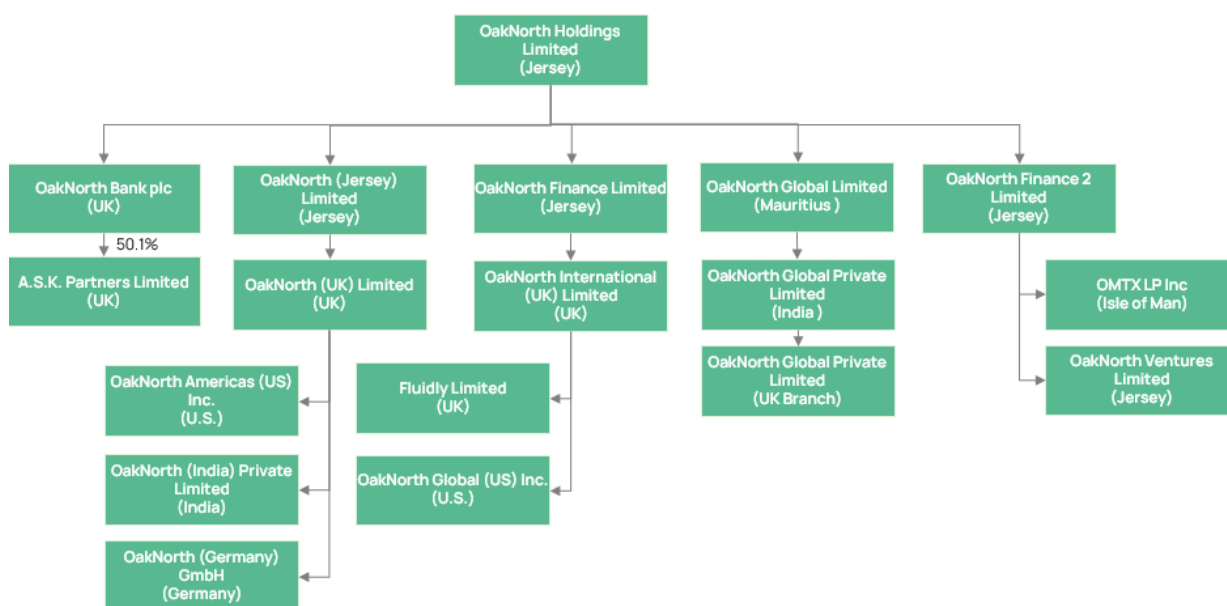 OakNorth Holdings
Limited
(Jersey)
OakNorth Bank plc
(UK)
OakNorth (Jersey)
Limited
(Jersey)
OakNorth Finance Limited
(Jersey)
OakNorth Global Limited
(Mauritius )
OakNorth Finance 2
Limited
(Jersey)
50.1%
A.S.K. Partners Limited
(UK)
OakNorth (UK) Limited
(UK)
OakNorth International
(UK) Limited
(UK)
OakNorth Global Private
Limited
(India )
OMTX LP Inc
(Isle of Man)
OakNorth Americas (US)
Inc.
(U.S.)
Fluidly Limited
(UK)
OakNorth Global Private
Limited
(UK Branch)
OakNorth Ventures
Limited
(Jersey)
OakNorth (India) Private
Limited
(India)
OakNorth Global (US) Inc.
(U.S.)
OakNorth (Germany)
GmbH
(Germany)